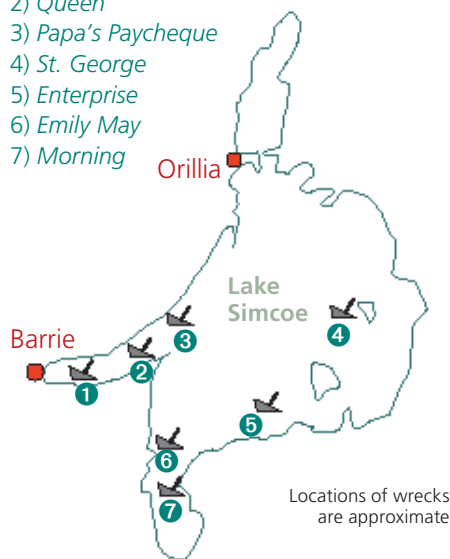 2) Queen
3) Papa's Paycheque
4) St. George
5) Enterprise
6) Emily May
7) Morning
Orillia
Lake
Simcoe
Barrie
3
4
2
1
5
6
7
Locations of wrecks
are approximate